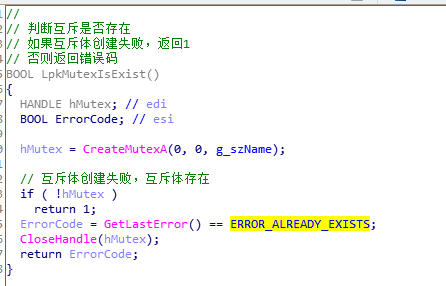 //
// 判断互斥是否存在
// 如果互斥体创建失败，返回1
// 否则返回错误码
BOOL LpkMutexIsExist()
{
HANDLE hMutex; // edi
BOOL ErrorCode; // esi
hMutex = CreateMutexA(0, 0, g_szName);
// 互斥体创建失败，互斥体存在
if ( !hMutex )
return 1;
ErrorCode = GetLastError() == ERROR_ALREADY_EXISTS;
CloseHandle(hMutex);
return ErrorCode;
}